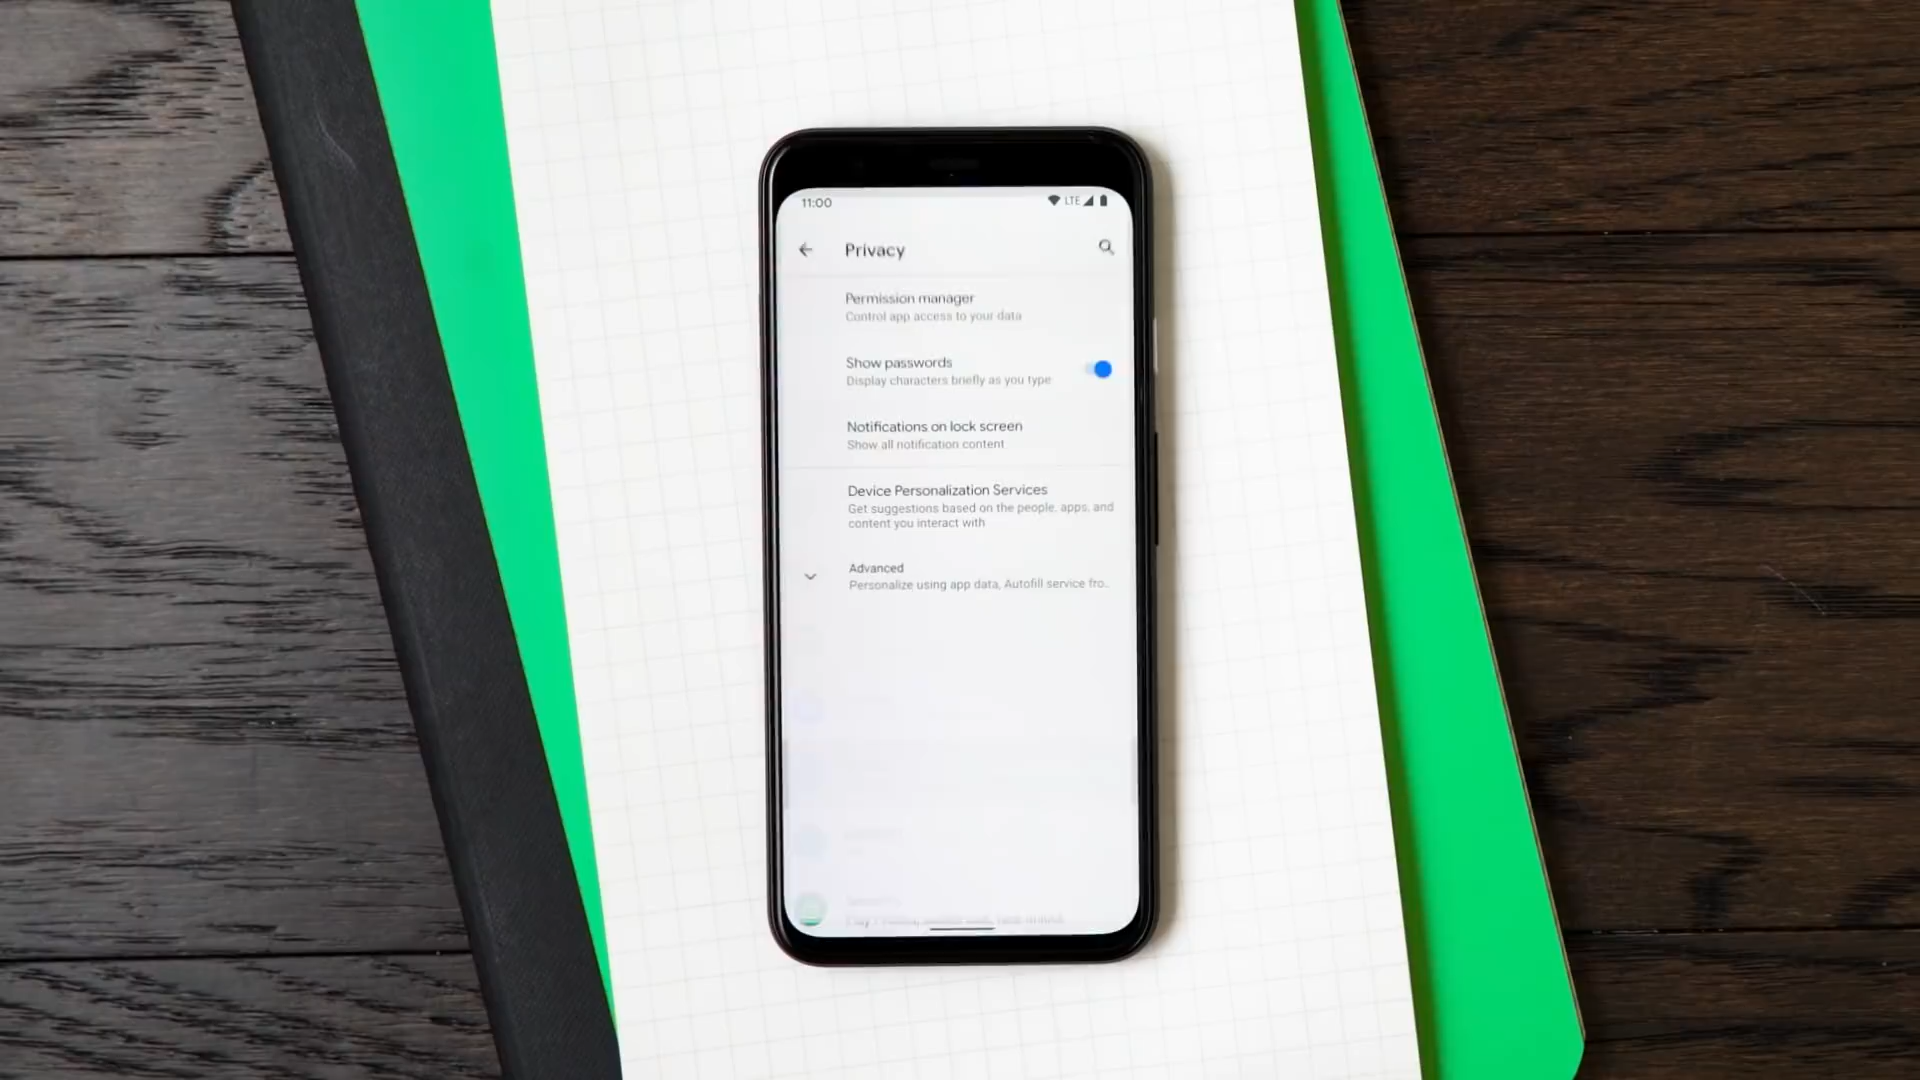 11:00
LTE
Privacy
Permission manager
Control app access to your data
Show passwords
Display characters briefly as you type
Notifications on lock screen
Show all notification content
Device Personalization Services
Get suggestions based on the people, apps, and
content you interact with
Advanced
Personalize using app data, Autofill service fro..